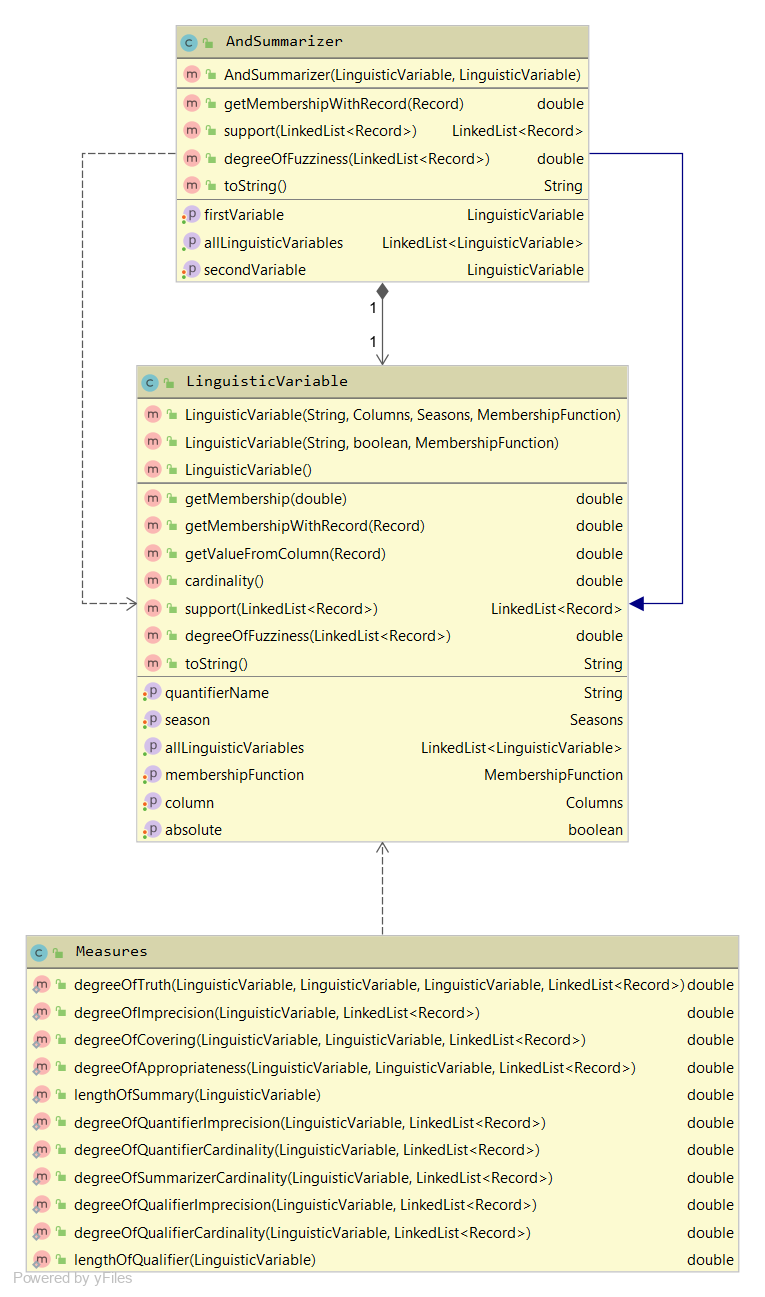 AndSummarizer
AndSummarizer(LinguisticVariable, LinguisticVariable)
getMembershipWithRecord(Record) double
support(LinkedList<Record>) LinkedList<Record>
degreeOfFuzziness(LinkedList<Record>) double
toString() String
firstVariable LinguisticVariable
allLinguisticVariables LinkedList<LinguisticVariable>
secondVariable LinguisticVariable
1
1
LinguisticVariable
LinguisticVariable(String, Columns, Seasons, MembershipFunction)
LinguisticVariable(String, boolean, MembershipFunction)
LinguisticVariable()
getMembership(double) double
getMembershipWithRecord(Record) double
getValueFromColumn(Record) double
cardinality() double
support(LinkedList<Record>) LinkedList<Record>
degreeOfFuzziness(LinkedList<Record>) double
toString() String
quantifierName String
season Seasons
allLinguisticVariables LinkedList<LinguisticVariable>
membershipFunction MembershipFunction
column Columns
absolute boolean
Measures
degreeOfTruth(LinguisticVariable, LinguisticVariable, LinguisticVariable, LinkedList<Record>) double
degreeOfImprecision(LinguisticVariable, LinkedList<Record>) double
degreeOfCovering(LinguisticVariable, LinguisticVariable, LinkedList<Record>) double
degreeOfAppropriateness(LinguisticVariable, LinguisticVariable, LinkedList<Record>) double
lengthOfSummary(LinguisticVariable) double
degreeOfQuantifierImprecision(LinguisticVariable, LinkedList<Record>) double
degreeOfQuantifierCardinality(LinguisticVariable, LinkedList<Record>) double
degreeOfSummarizerCardinality(LinguisticVariable, LinkedList<Record>) double
degreeOfQualifierImprecision(LinguisticVariable, LinkedList<Record>) double
degreeOfQualifierCardinality(LinguisticVariable, LinkedList<Record>) double
lengthOfQualifier(LinguisticVariable) double
Powered by yFiles